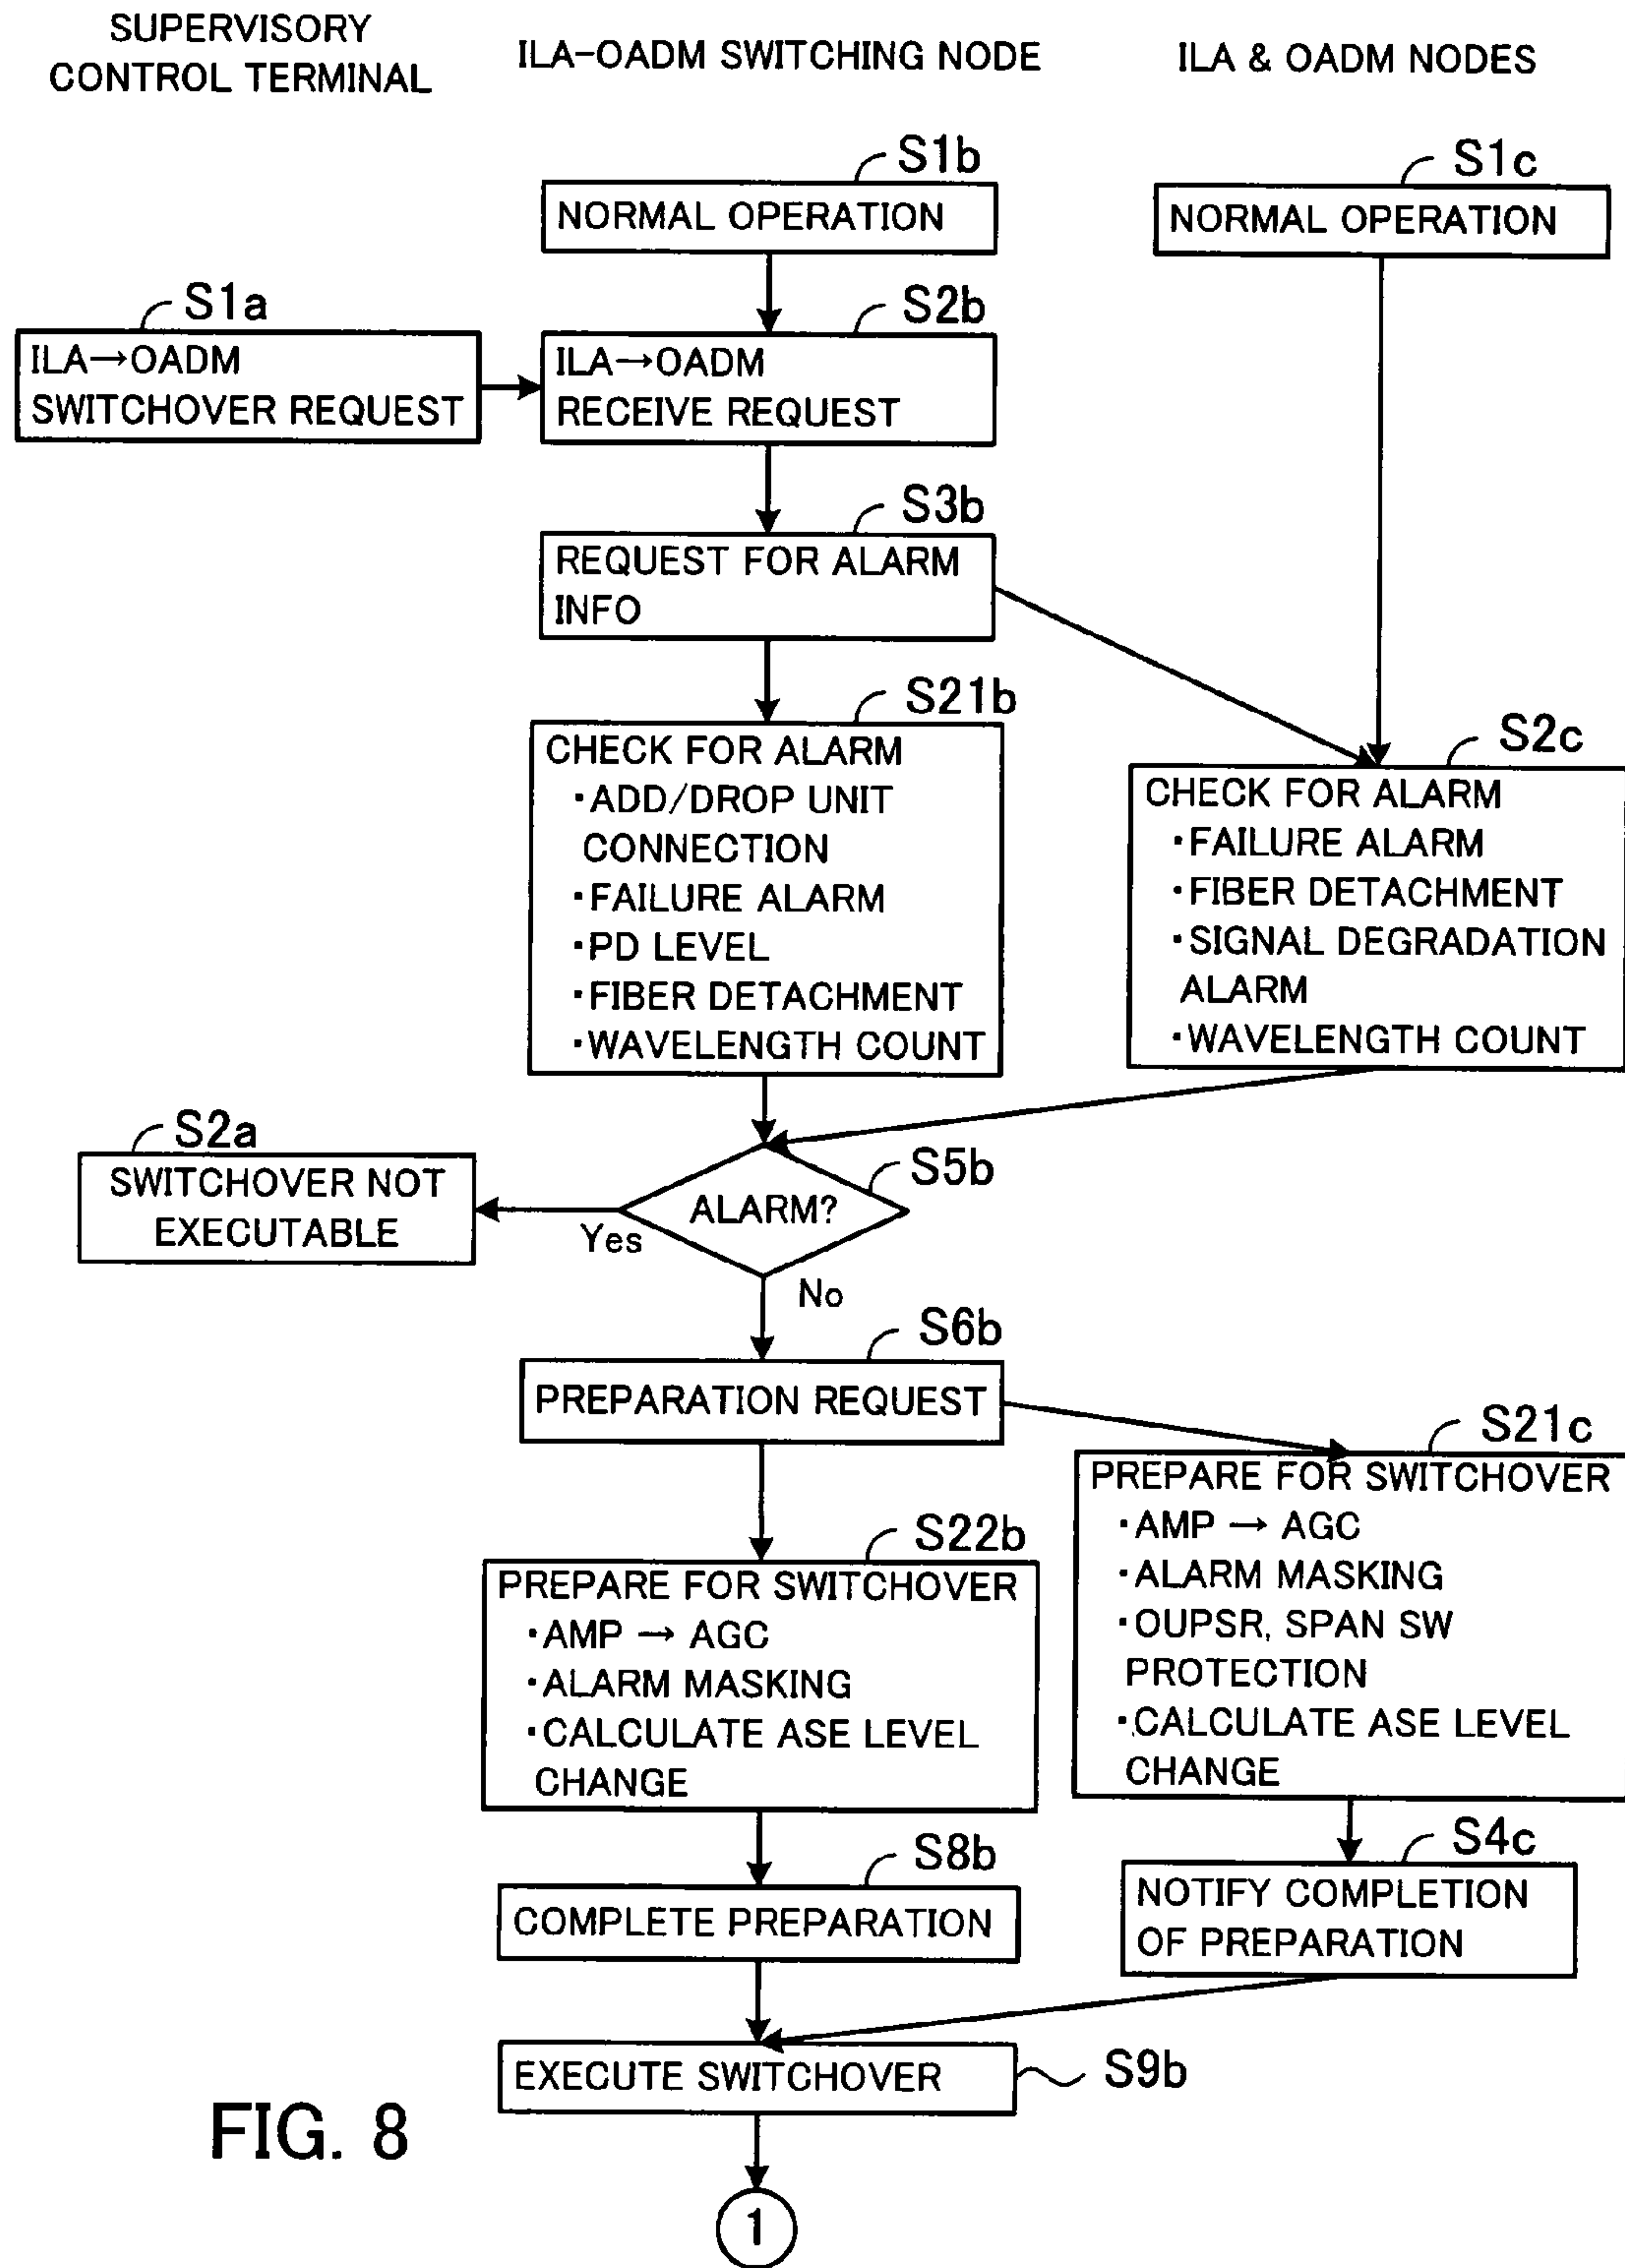 SUPERVISORY
CONTROL TERMINAL
ILA-OADM SWITCHING NODE
ILA & OADM NODES
S1b
NORMAL OPERATION
S1c
NORMAL OPERATION
S1a
ILA→OADM
SWITCHOVER REQUEST
S2b
ILA→OADM
RECEIVE REQUEST
S3b
REQUEST FOR ALARM
INFO
S21b
CHECK FOR ALARM
・ADD/DROP UNIT
CONNECTION
・FAILURE ALARM
・PD LEVEL
・FIBER DETACHMENT
・WAVELENGTH COUNT
S2c
CHECK FOR ALARM
・FAILURE ALARM
・FIBER DETACHMENT
・SIGNAL DEGRADATION
ALARM
・WAVELENGTH COUNT
S2a
SWITCHOVER NOT
EXECUTABLE
S5b
ALARM?
Yes
No
S6b
PREPARATION REQUEST
S21c
PREPARE FOR SWITCHOVER
・AMP → AGC
・ALARM MASKING
・OUPSR, SPAN SW
PROTECTION
・CALCULATE ASE LEVEL
CHANGE
S22b
PREPARE FOR SWITCHOVER
・AMP → AGC
・ALARM MASKING
・CALCULATE ASE LEVEL
CHANGE
S8b
COMPLETE PREPARATION
S4c
NOTIFY COMPLETION
OF PREPARATION
EXECUTE SWITCHOVER
S9b
FIG. 8
1